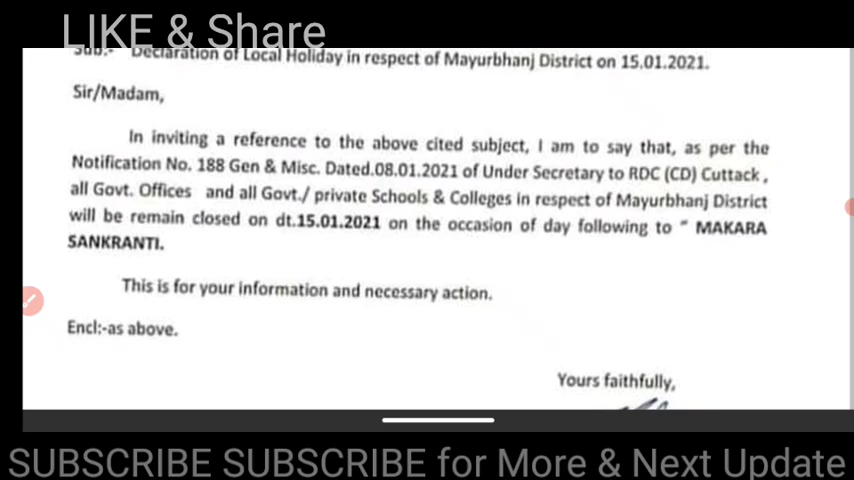 LIKE & Share
Sub:- Declaration of Local Holiday in respect of Mayurbhanj District on 15.01.2021.
Sir/Madam,
In inviting a reference to the above cited subject, I am to say that, as per the
Notification No. 188 Gen & Misc. Dated.08.01.2021 of Under Secretary to RDC (CD) Cuttack,
all Govt. Offices and all Govt./ private Schools & Colleges in respect of Mayurbhanj District
will be remain closed on dt.15.01.2021 on the occasion of day following to " MAKARA
SANKRANTI.
This is for your information and necessary action.
Encl:-as above.
Yours faithfully,
SUBSCRIBE SUBSCRIBE for More & Next Update